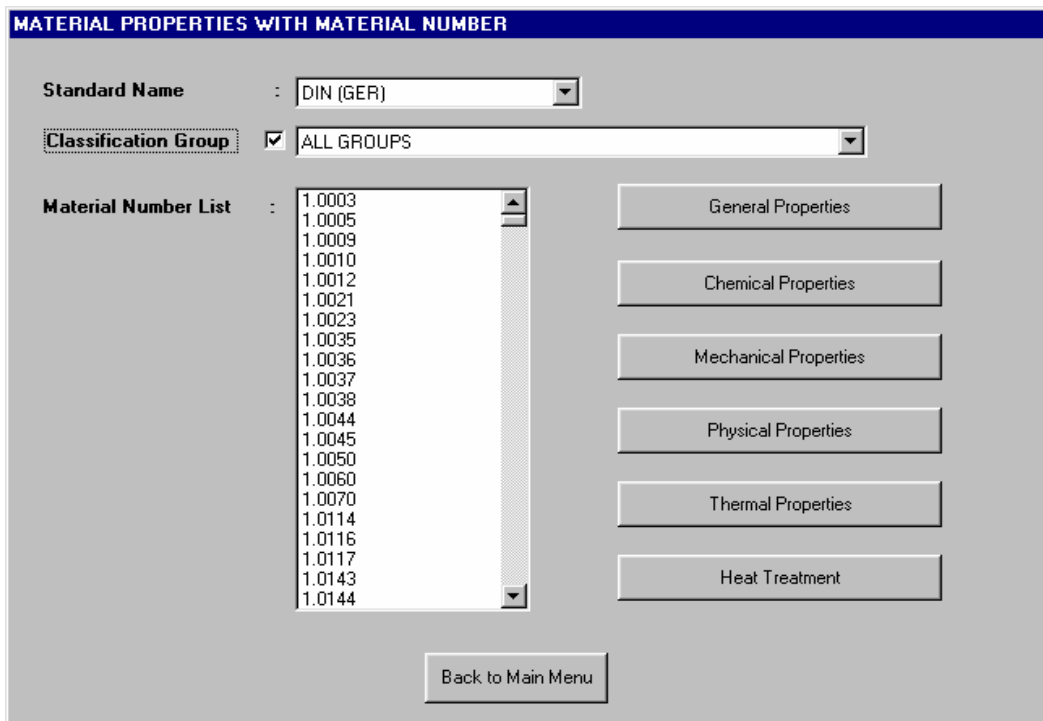 MATERIAL PROPERTIES WITH MATERIAL NUMBER
Standard Name : DIN (GER)
Classification Group ALL GROUPS
Material Number List :
1.0003
1.0005
1.0009
1.0010
1.0012
1.0021
1.0023
1.0035
1.0036
1.0037
1.0038
1.0044
1.0045
1.0050
1.0060
1.0070
1.0114
1.0116
1.0117
1.0143
1.0144
General Properties
Chemical Properties
Mechanical Properties
Physical Properties
Thermal Properties
Heat Treatment
Back to Main Menu